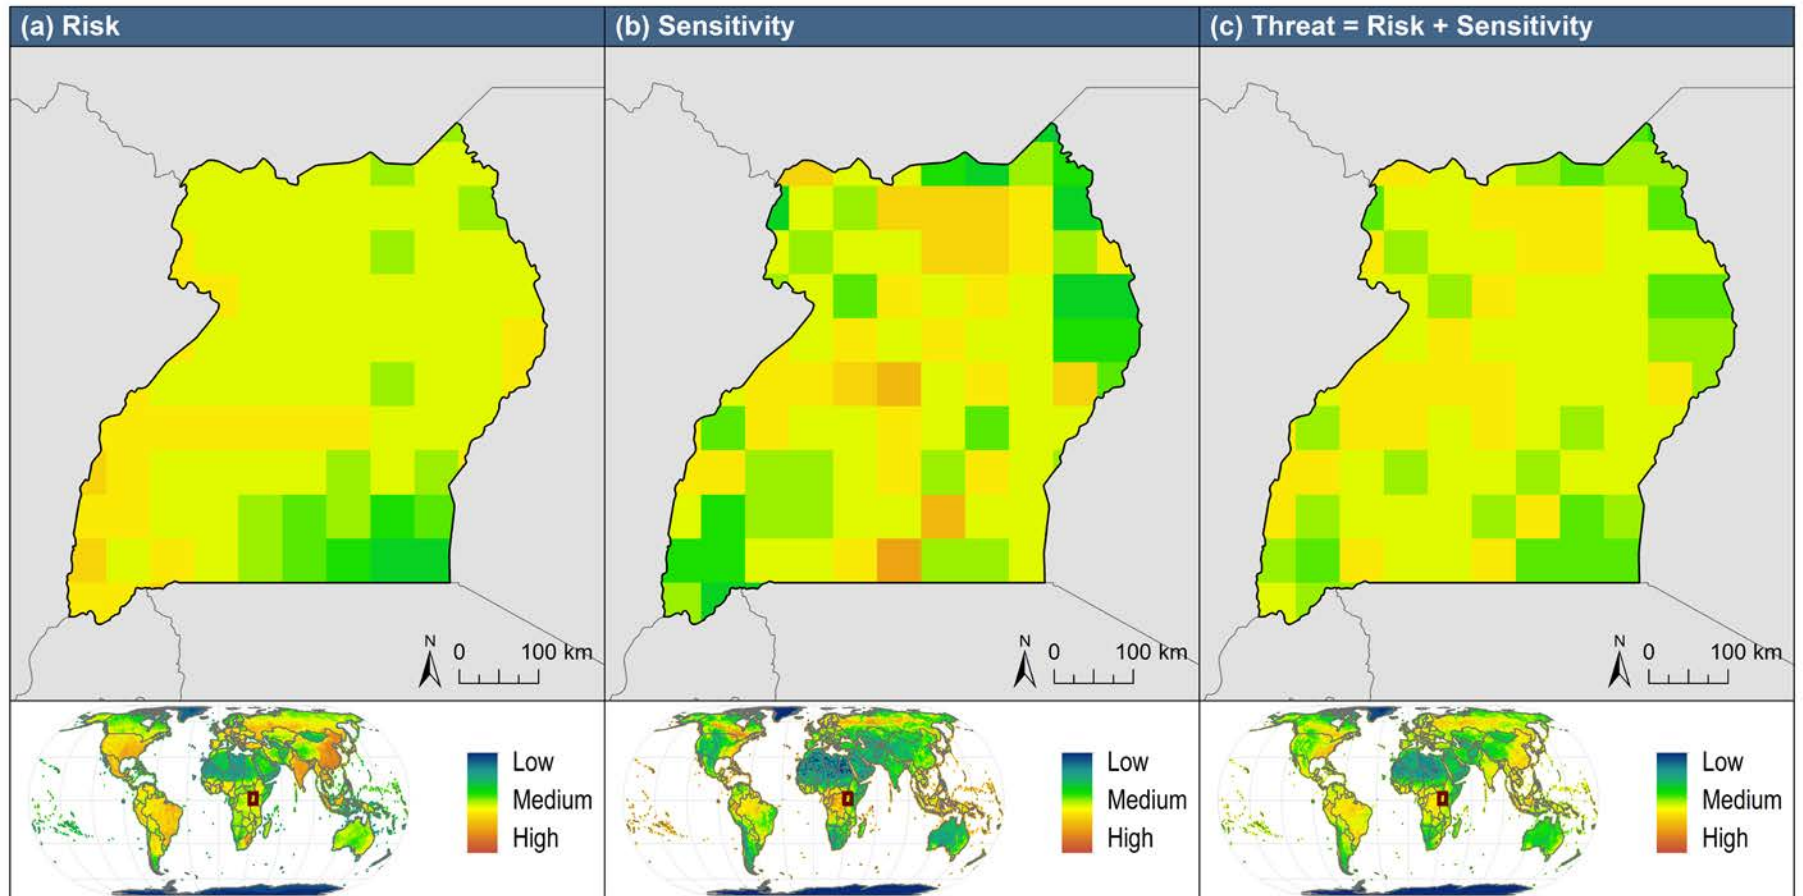 (a) Risk
(b) Sensitivity
(c) Threat = Risk + Sensitivity
N
0 100 km
N
0 100 km
N
0 100 km
Low
Medium
High
Low
Medium
High
Low
Medium
High